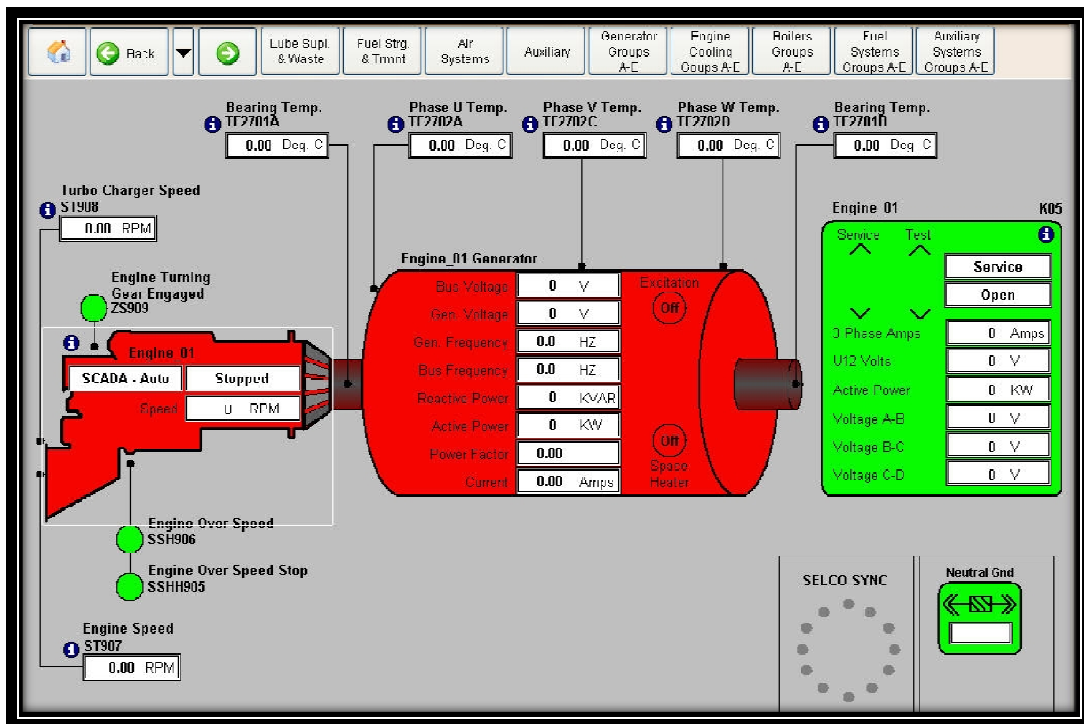 Back
Lube Supl. & Waste
Fuel Strg. & Tmnt
Air Systems
Auxiliary
Generator Groups A-E
Engine Cooling Goups A-E
Boilers Groups A-E
Fuel Systems Groups A-E
Auxiliary Systems Groups A-E
Bearing Temp.
TE2701A
0.00 Deg. C
Phase U Temp.
TE2702A
0.00 Deg. C
Phase V Temp.
TE2702C
0.00 Deg. C
Phase W Temp.
TE2702D
0.00 Deg. C
Bearing Temp.
TE2701D
0.00 Deg C
Turbo Charger Speed
ST908
0.00 RPM
Engine Turning
Gear Engaged
ZS909
Engine 01
SCADA - Auto
Stopped
Speed 0 RPM
Engine_01 Generator
Bus Voltage 0 V
Gen. Voltage 0 V
Gen. Frequency 0.0 HZ
Bus Frequency 0.0 HZ
Reactive Power 0 KVAR
Active Power 0 KW
Power Factor 0.00
Current 0.00 Amps
Excitation
Off
Off
Space
Heater
Engine 01 K05
Service Test
Service
Open
3 Phase Amps 0 Amps
U12 Volts 0 V
Active Power 0 KW
Voltage A-B 0 V
Voltage B-C 0 V
Voltage C-D 0 V
Engine Over Speed
SSH906
Engine Over Speed Stop
SSHH905
Engine Speed
ST907
0.00 RPM
SELCO SYNC
Neutral Gnd